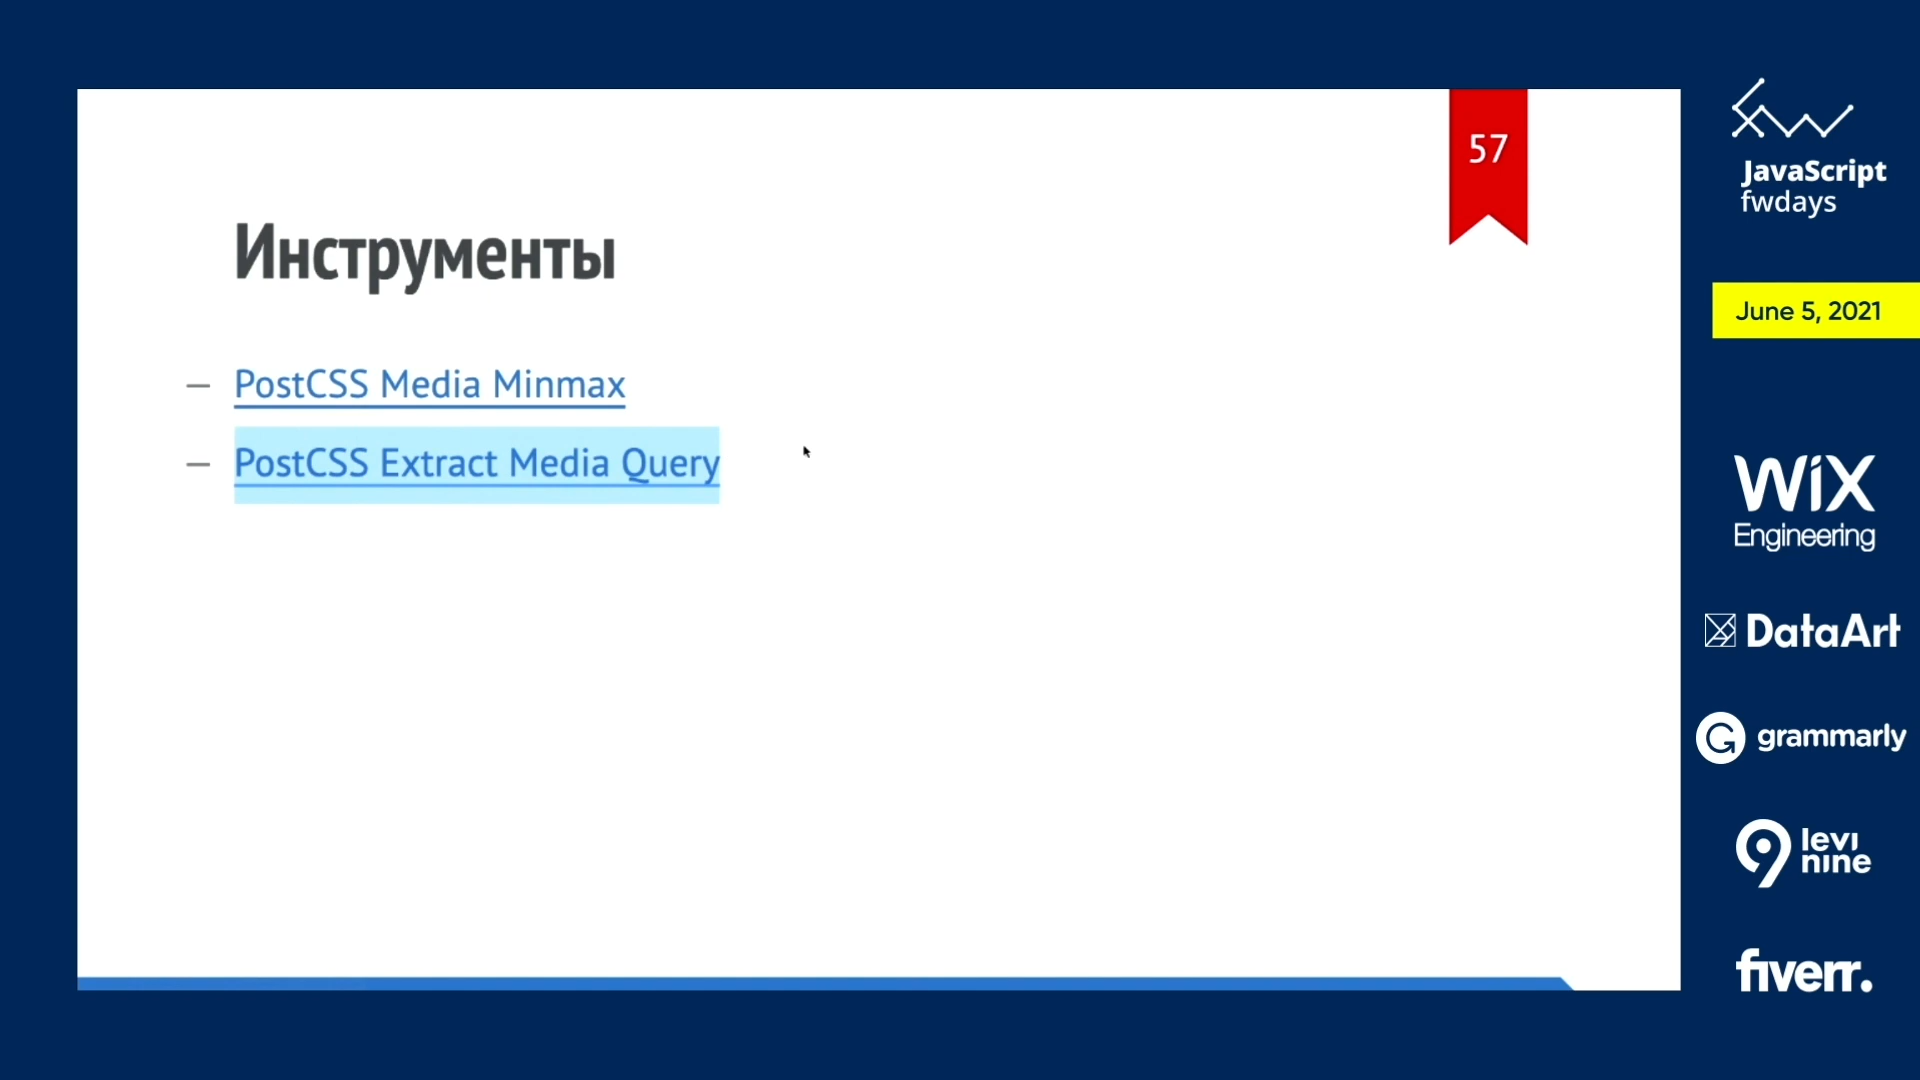 57
Инструменты
— PostCSS Media Minmax
— PostCSS Extract Media Query
JavaScript
fwdays
June 5, 2021
WiX
Engineering
DataArt
grammarly
levi
nine
fiverr.